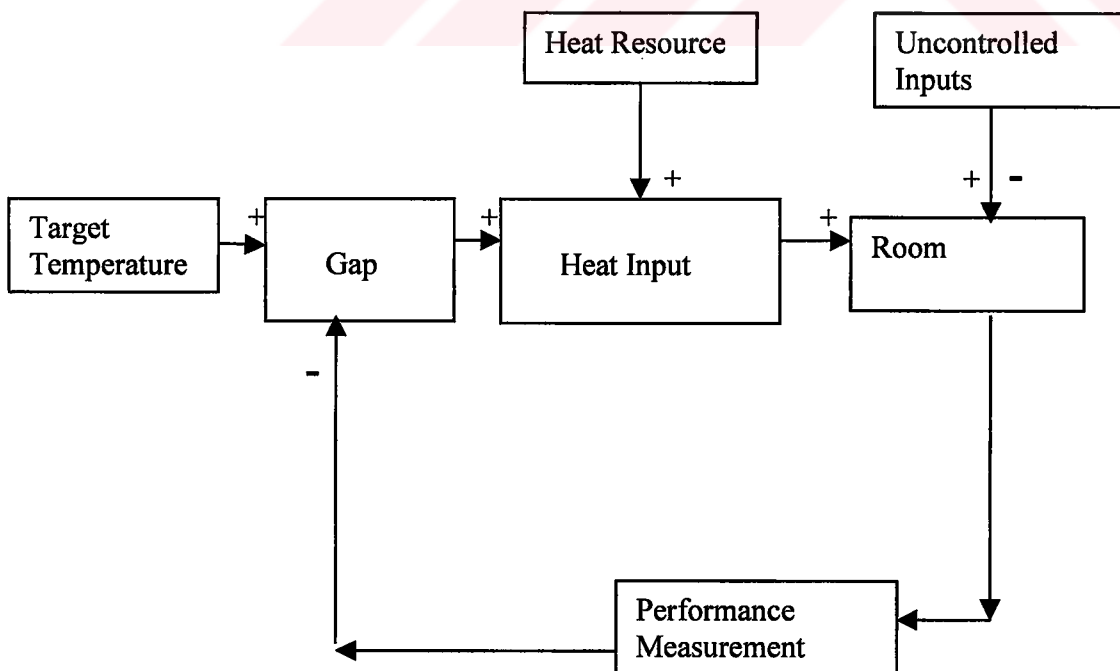 Heat Resource
Uncontrolled
Inputs
+
+ -
Target
Temperature
+
Gap
+
Heat Input
+
Room
-
Performance
Measurement